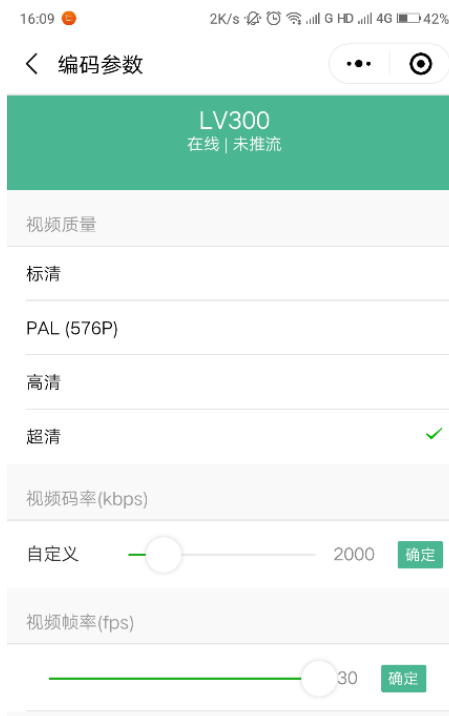 16:09 2K/s G HD 4G 42%
编码参数
LV300
在线 | 未推流
视频质量
标清
PAL (576P)
高清
超清
视频码率(kbps)
自定义 2000 确定
视频帧率(fps)
30 确定